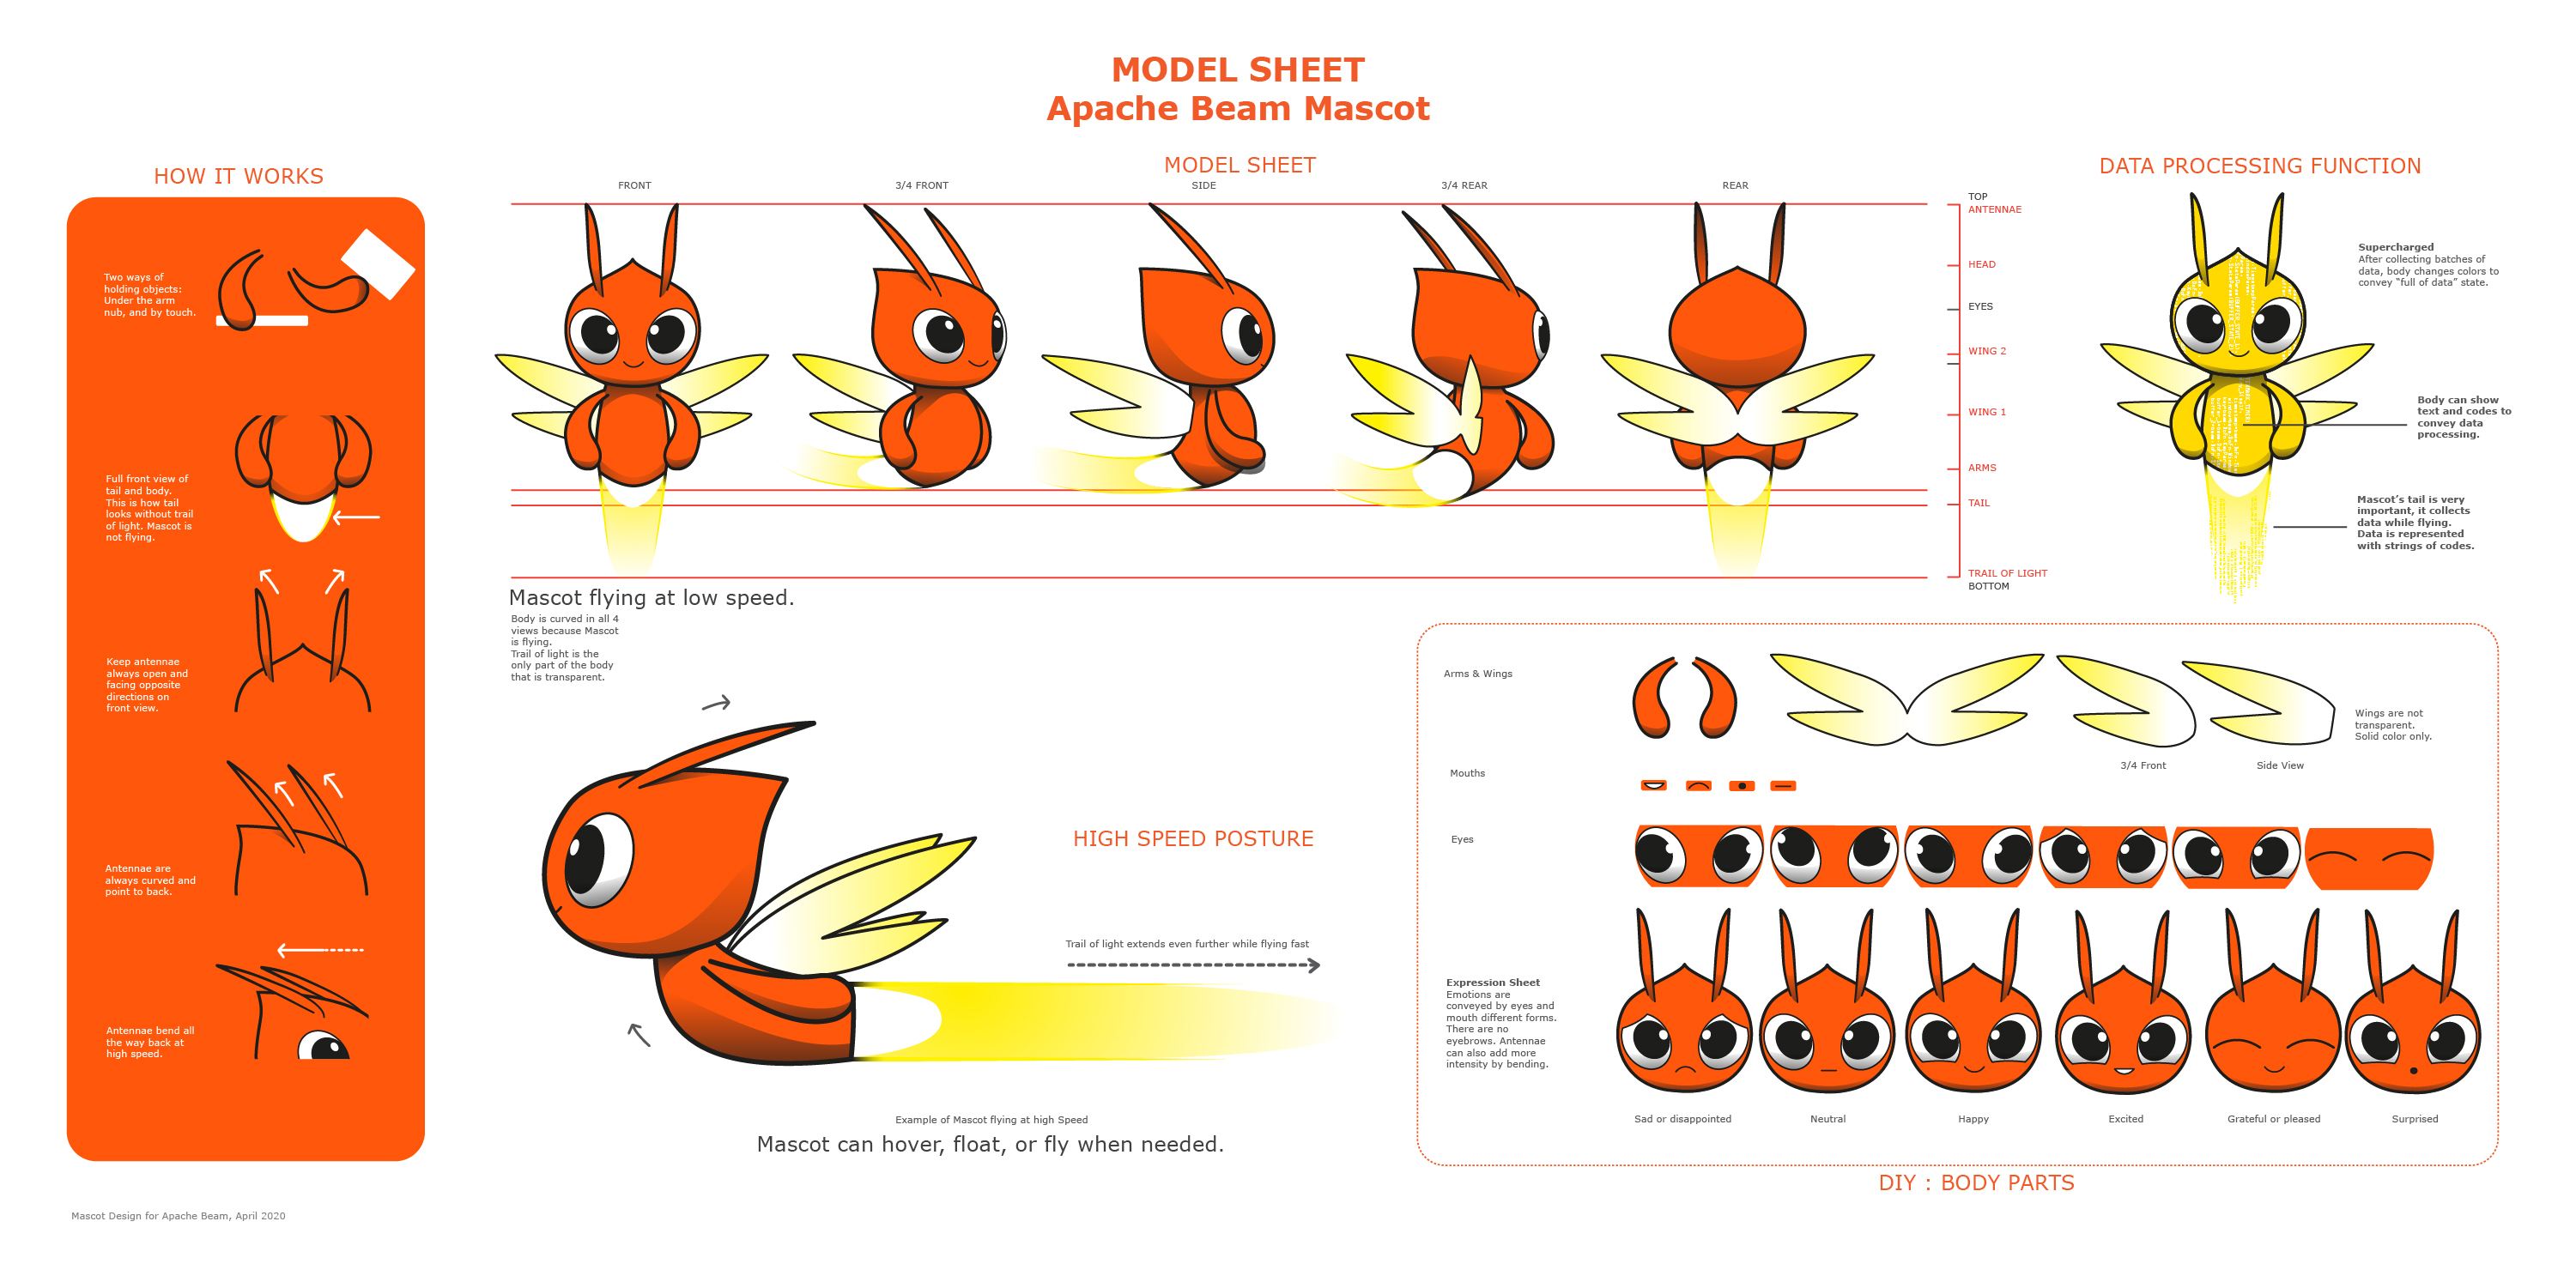 MODEL SHEET
Apache Beam Mascot
HOW IT WORKS
Two ways of
holding objects:
Under the arm
nub, and by touch.
Full front view of
tail and body.
This is how tail
looks without trail
of light. Mascot is
not flying.
Keep antennae
always open and
facing opposite
directions on
front view.
Antennae are
always curved and
point to back.
Antennae bend all
the way back at
high speed.
MODEL SHEET
FRONT
3/4 FRONT
SIDE
3/4 REAR
REAR
TOP
ANTENNAE
HEAD
EYES
WING 2
WING 1
ARMS
TAIL
TRAIL OF LIGHT
BOTTOM
Mascot flying at low speed.
Body is curved in all 4
views because Mascot
is flying.
Trail of light is the
only part of the body
that is transparent.
DATA PROCESSING FUNCTION
Supercharged
After collecting batches of
data, body changes colors to
convey “full of data” state.
Body can show
text and codes to
convey data
processing.
Mascot’s tail is very
important, it collects
data while flying.
Data is represented
with strings of codes.
HIGH SPEED POSTURE
Trail of light extends even further while flying fast
Example of Mascot flying at high Speed
Mascot can hover, float, or fly when needed.
Arms & Wings
Wings are not
transparent.
Solid color only.
3/4 Front
Side View
Mouths
Eyes
Expression Sheet
Emotions are
conveyed by eyes and
mouth different forms.
There are no
eyebrows. Antennae
can also add more
intensity by bending.
Sad or disappointed
Neutral
Happy
Excited
Grateful or pleased
Surprised
DIY : BODY PARTS
Mascot Design for Apache Beam, April 2020